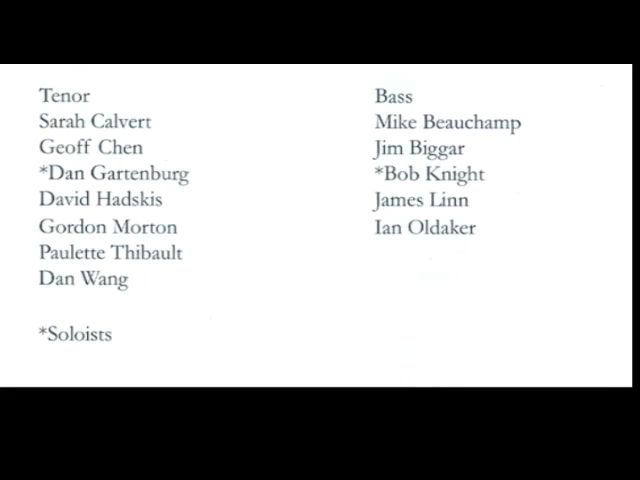 Tenor
Sarah Calvert
Geoff Chen
*Dan Gartenburg
David Hadskis
Gordon Morton
Paulette Thibault
Dan Wang
*Soloists
Bass
Mike Beauchamp
Jim Biggar
*Bob Knight
James Linn
Ian Oldaker